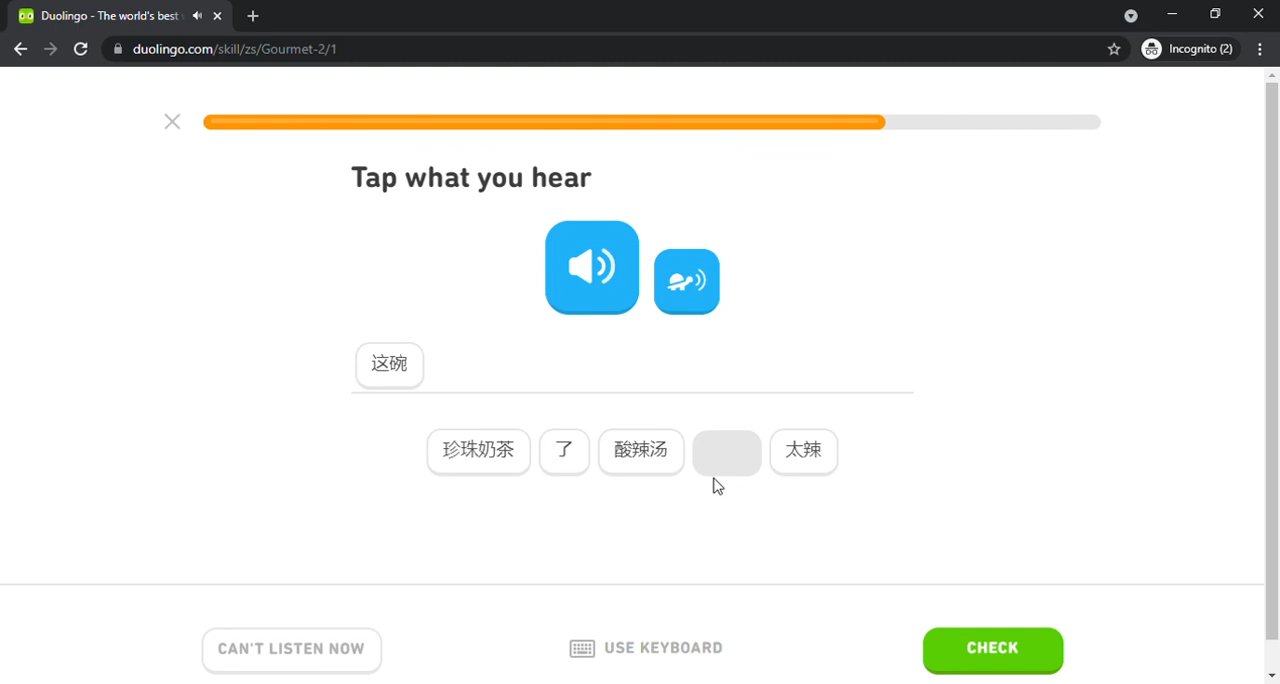 Duolingo - The world's best
duolingo.com/skill/zs/Gourmet-2/1
Incognito (2)
Tap what you hear
这碗
珍珠奶茶 了 酸辣汤 太辣
CAN'T LISTEN NOW
USE KEYBOARD
CHECK